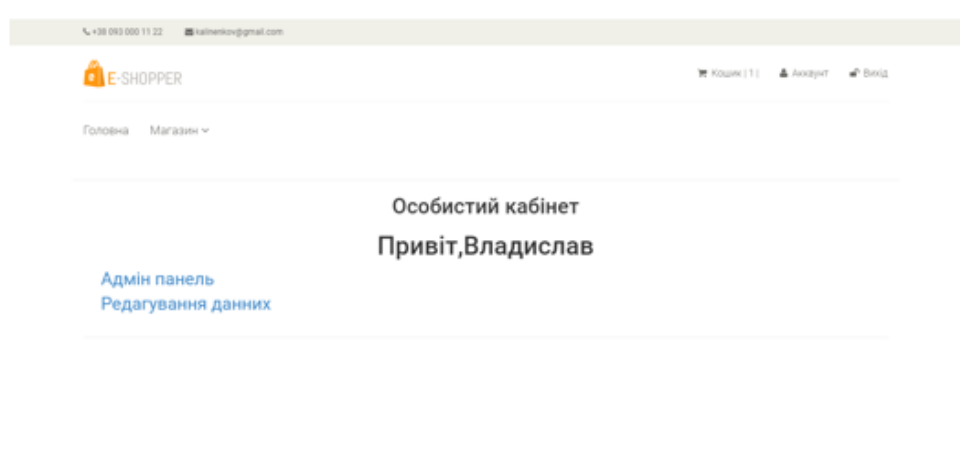 +38 093 000 11 22 kalinenkov@gmail.com
E-SHOPPER
Кошик | 1 | Аккаунт Вихід
Головна Магазин
Особистий кабінет
Привіт,Владислав
Адмін панель
Редагування данних